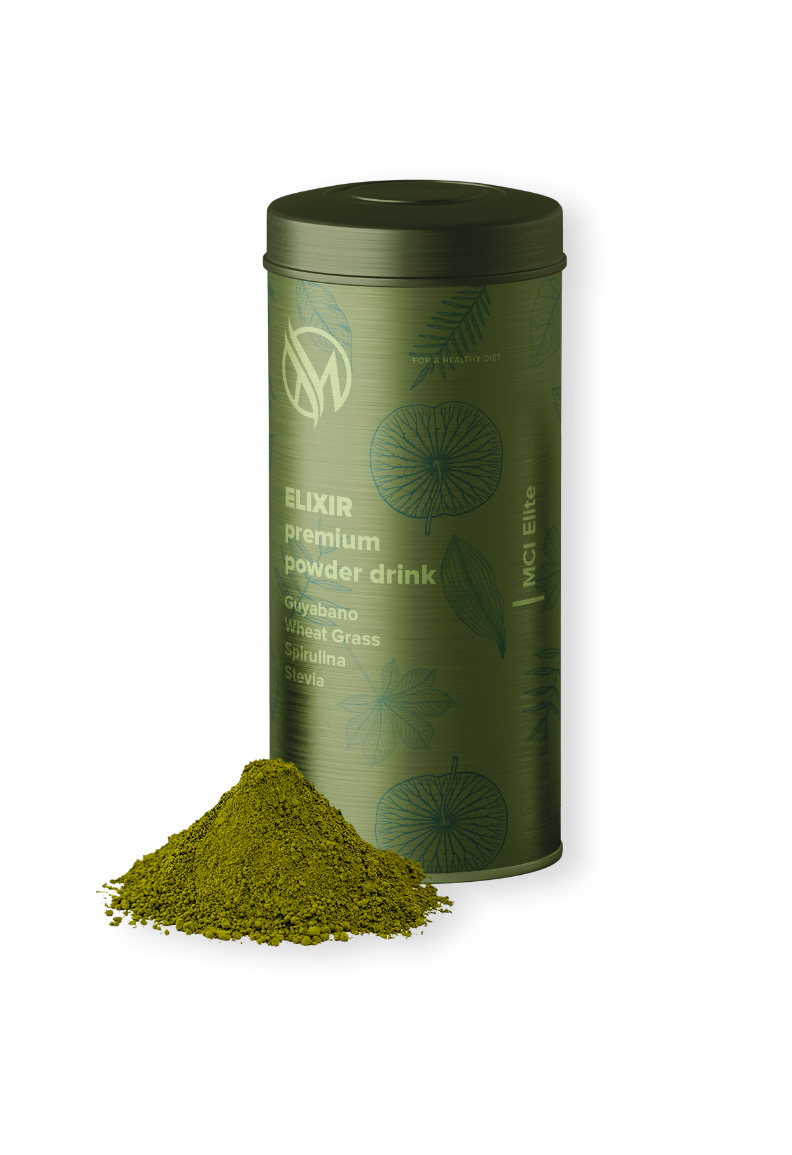 FOR A HEALTHY DIET
ELIXIR
premium
powder drink
Guyabano
Wheat Grass
Spirulina
Stevia
MCI Elite